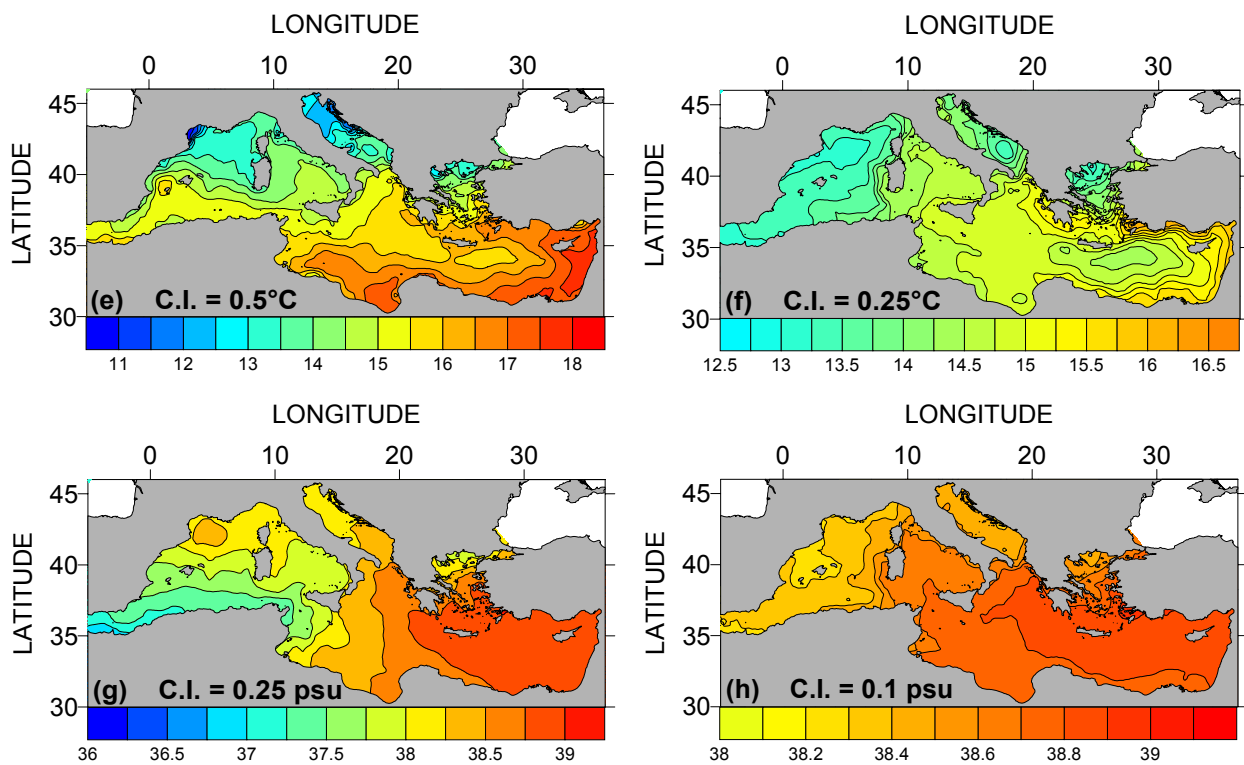 LONGITUDE
0 10 20 30
LATITUDE
45
40
35
30
(e) C.I. = 0.5°C
11 12 13 14 15 16 17 18
LONGITUDE
0 10 20 30
LATITUDE
45
40
35
30
(f) C.I. = 0.25°C
12.5 13 13.5 14 14.5 15 15.5 16 16.5
LONGITUDE
0 10 20 30
LATITUDE
45
40
35
30
(g) C.I. = 0.25 psu
36 36.5 37 37.5 38 38.5 39
LONGITUDE
0 10 20 30
LATITUDE
45
40
35
30
(h) C.I. = 0.1 psu
38 38.2 38.4 38.6 38.8 39